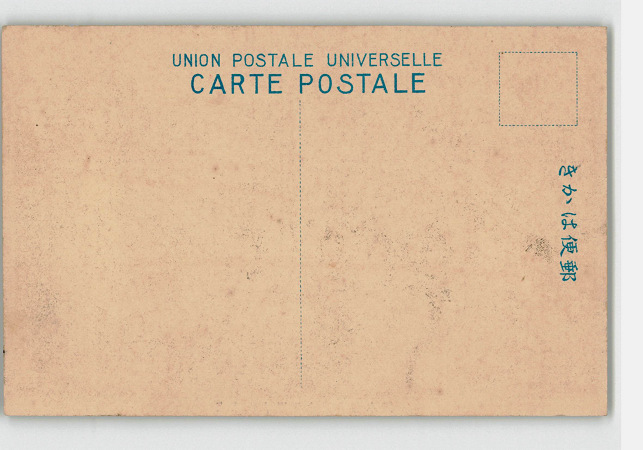 UNION POSTALE UNIVERSELLE
CARTE POSTALE
きかは便郵